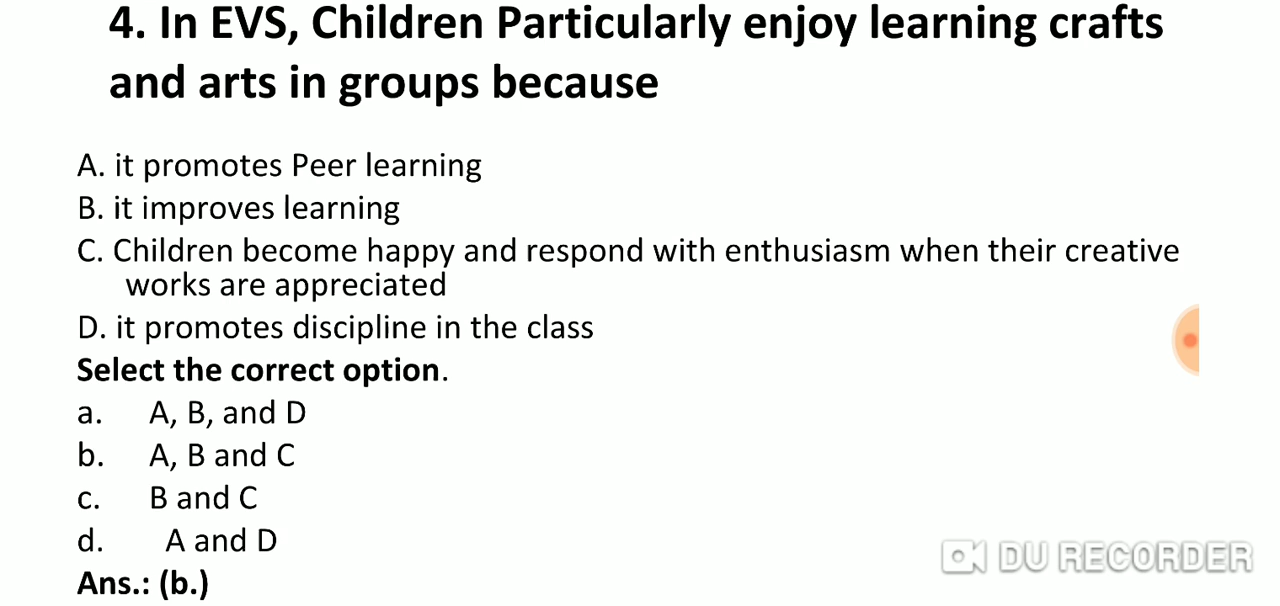 4. In EVS, Children Particularly enjoy learning crafts
and arts in groups because
A. it promotes Peer learning
B. it improves learning
C. Children become happy and respond with enthusiasm when their creative
works are appreciated
D. it promotes discipline in the class
Select the correct option.
a. A, B, and D
b. A, B and C
c. B and C
d. A and D
Ans.: (b.)
DU RECORDER